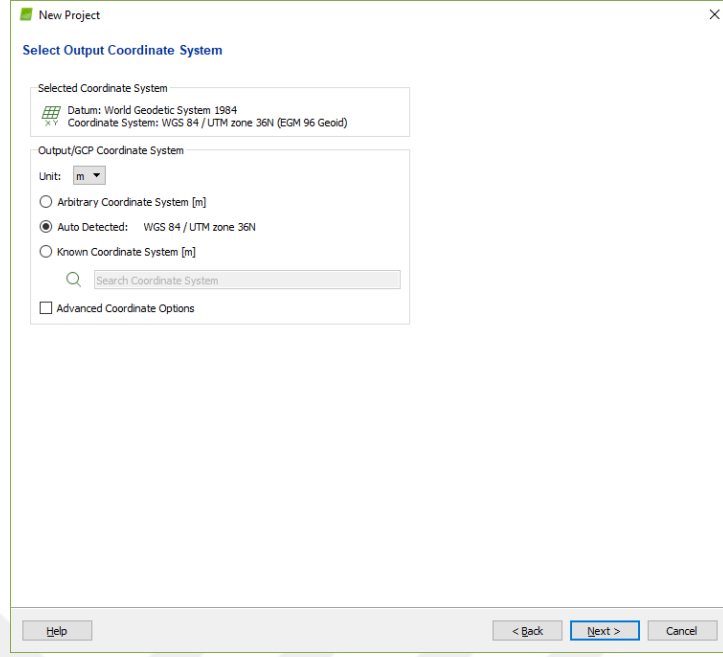 New Project
Select Output Coordinate System
Selected Coordinate System
Datum: World Geodetic System 1984
X Y
Coordinate System: WGS 84 / UTM zone 36N (EGM 96 Geoid)
Output/GCP Coordinate System
Unit: m
Arbitrary Coordinate System [m]
Auto Detected: WGS 84 / UTM zone 36N
Known Coordinate System [m]
Search Coordinate System
Advanced Coordinate Options
Help
< Back
Next >
Cancel